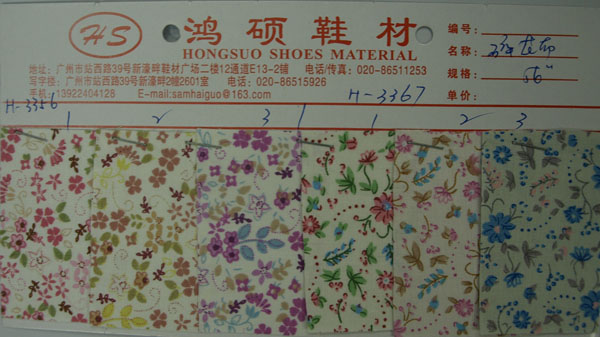 HS 鸿硕鞋材
HONGSUO SHOES MATERIAL
地址:广州市站西路39号新濠畔鞋材广场二楼12通道E13-2铺 电话/传真:020-86511253
写字楼:广州市站西路39号新濠畔2幢2601室 电话:020-86515926
手机:13922404128 E-mail:samhaiguo@163.com
编号:
名称: 花布
规格: 56"
单价:
H-3356 H-3367
1 2 3 1 2 3